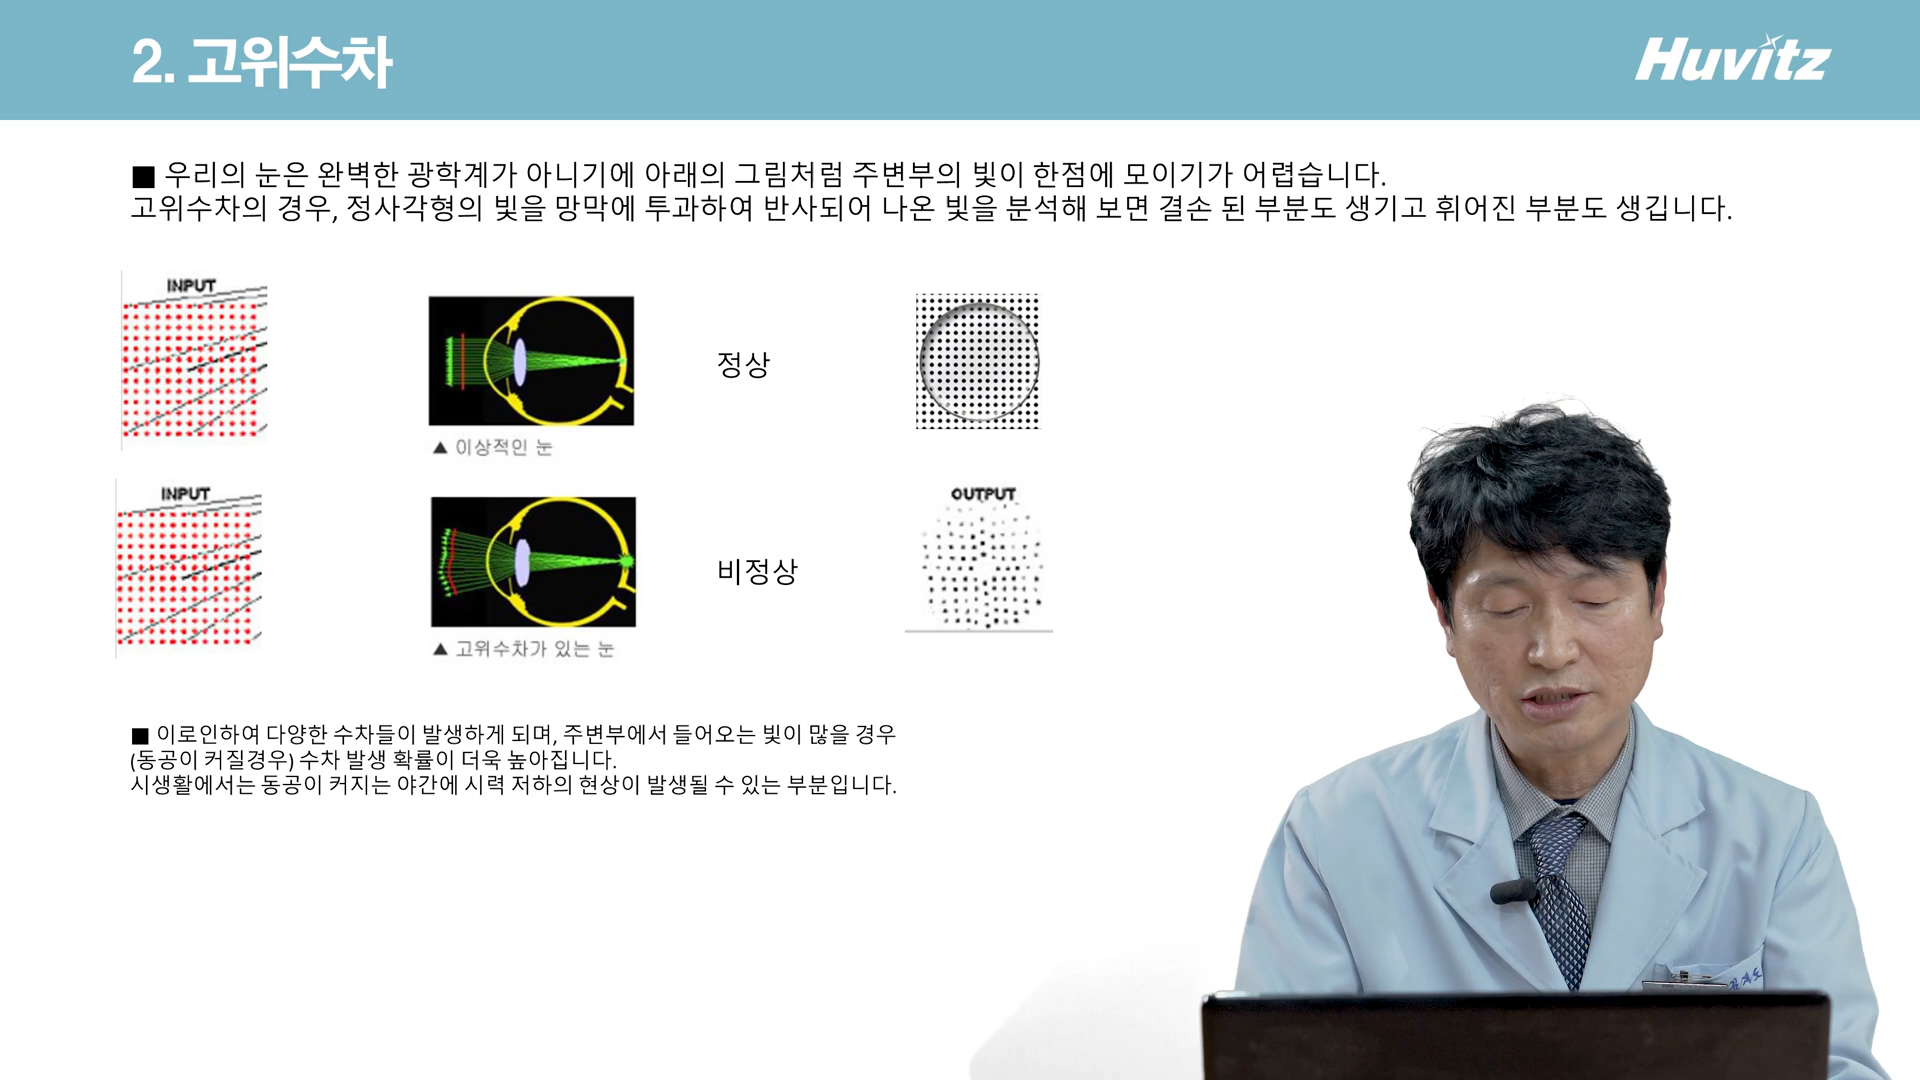 2. 고위수차
Huvitz
■ 우리의 눈은 완벽한 광학계가 아니기에 아래의 그림처럼 주변부의 빛이 한점에 모이기가 어렵습니다.
고위수차의 경우, 정사각형의 빛을 망막에 투과하여 반사되어 나온 빛을 분석해 보면 결손 된 부분도 생기고 휘어진 부분도 생깁니다.
INPUT
정상
▲ 이상적인 눈
INPUT
OUTPUT
비정상
▲ 고위수차가 있는 눈
■ 이로인하여 다양한 수차들이 발생하게 되며, 주변부에서 들어오는 빛이 많을 경우
(동공이 커질경우) 수차 발생 확률이 더욱 높아집니다.
시생활에서는 동공이 커지는 야간에 시력 저하의 현상이 발생될 수 있는 부분입니다.